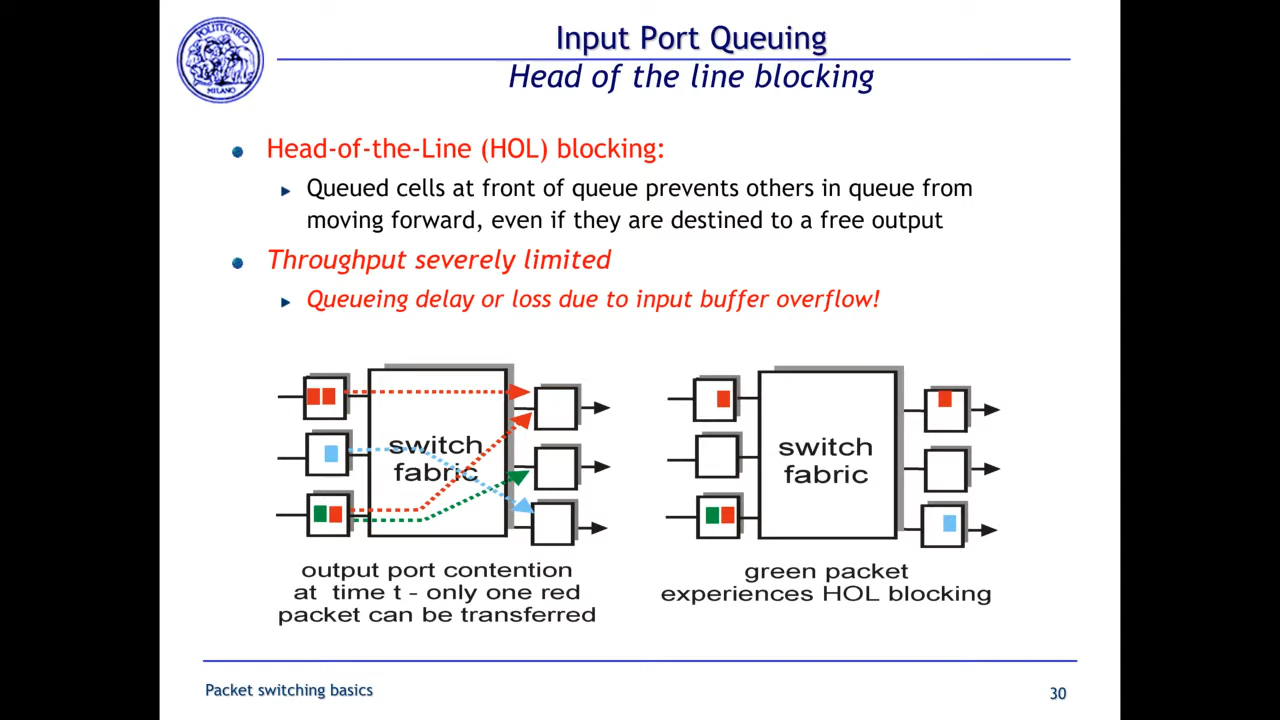 POLITECNICO
MILANO
Input Port Queuing
Head of the line blocking
Head-of-the-Line (HOL) blocking:
Queued cells at front of queue prevents others in queue from
moving forward, even if they are destined to a free output
Throughput severely limited
Queueing delay or loss due to input buffer overflow!
switch
fabric
output port contention
at time t - only one red
packet can be transferred
switch
fabric
green packet
experiences HOL blocking
Packet switching basics
30